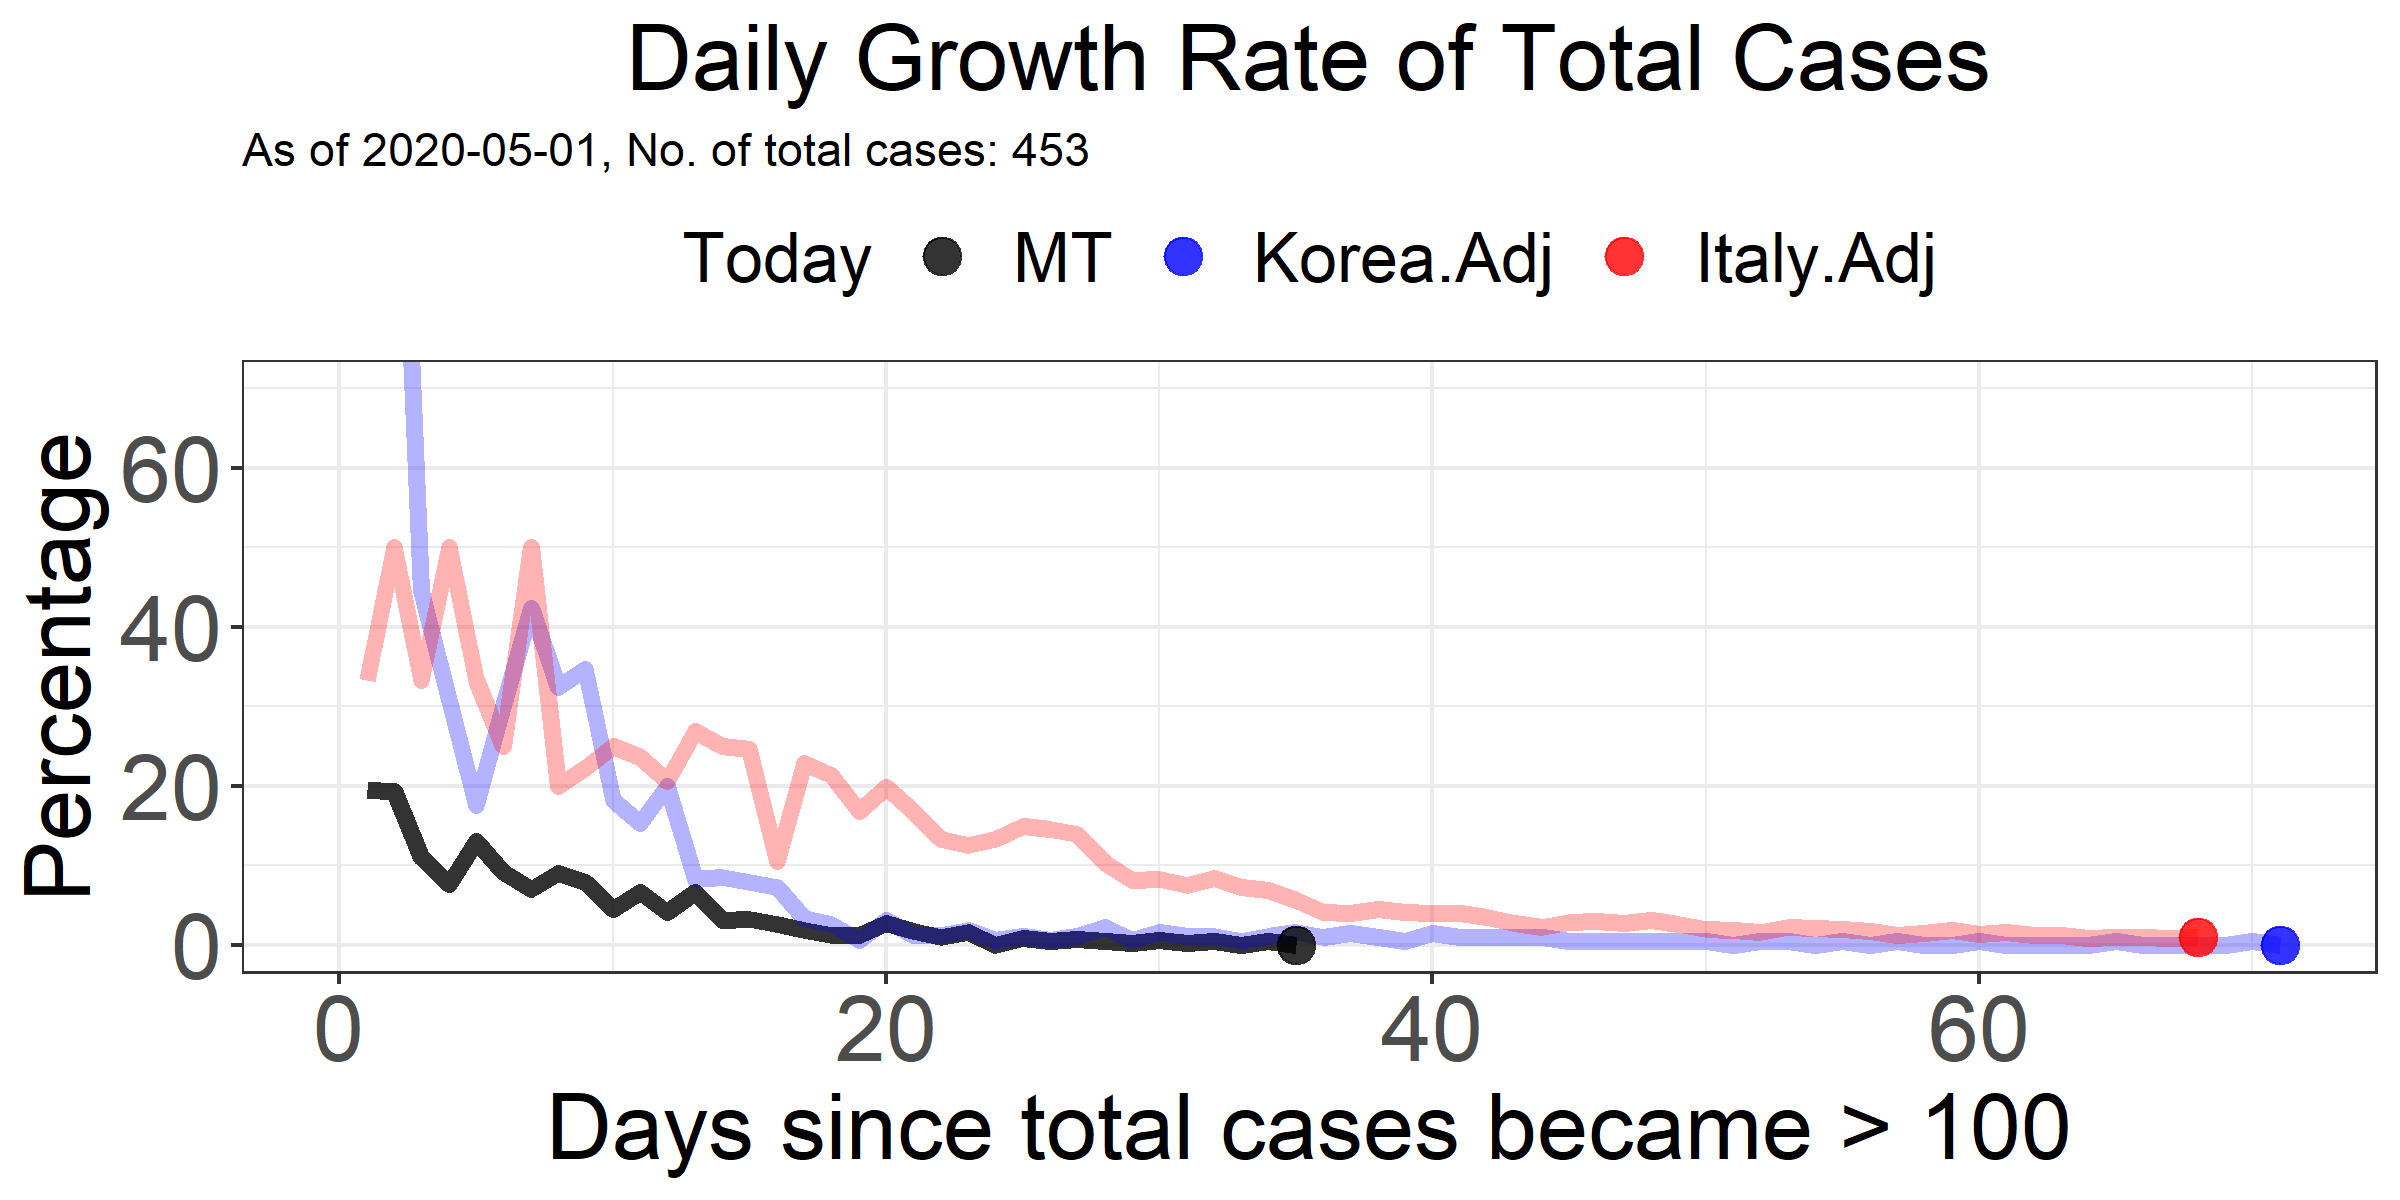 Daily Growth Rate of Total Cases
As of 2020-05-01, No. of total cases: 453
Today MT Korea.Adj Italy.Adj
Percentage
60
40
20
0
0 20 40 60
Days since total cases became > 100